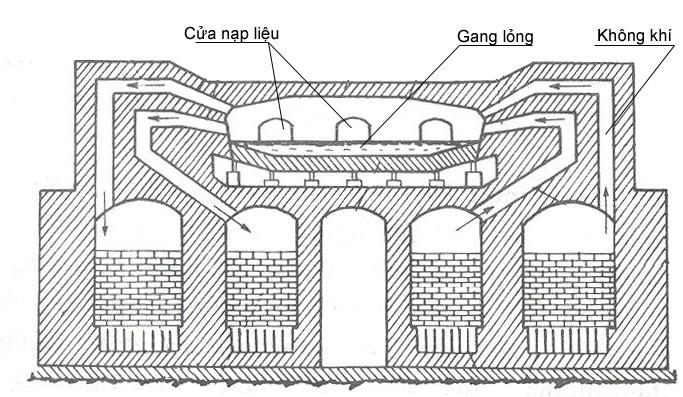 Cửa nạp liệu
Gang lỏng
Không khí